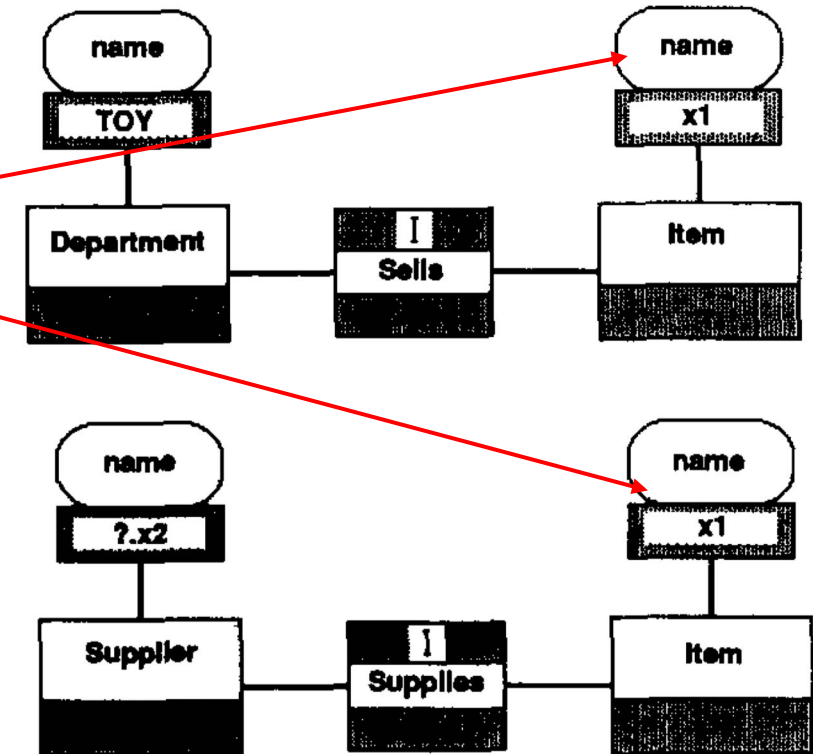 name
name
TOY
x1
Department
I
Sells
Item
name
name
?.x2
x1
Supplier
I
Supplies
Item